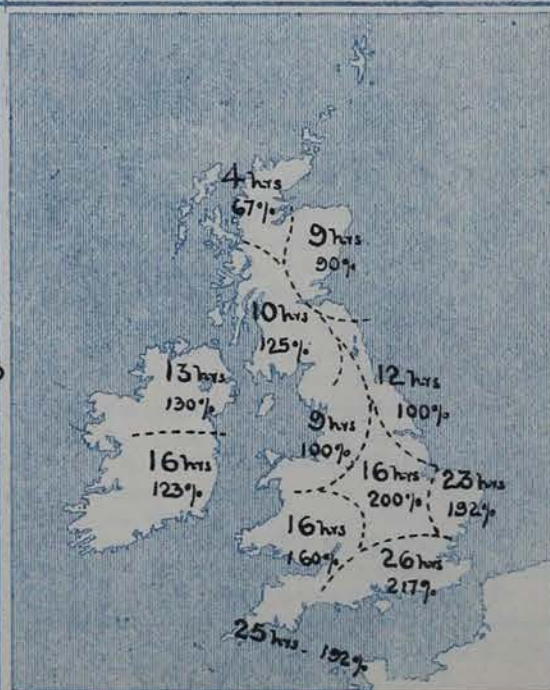 4 hrs
67%
9 hrs
90%
10 hrs
125%
13 hrs
130%
12 hrs
100%
9 hrs
100%
16 hrs
123%
16 hrs
200%
23 hrs
192%
16 hrs
160%
26 hrs
217%
25 hrs - 192%